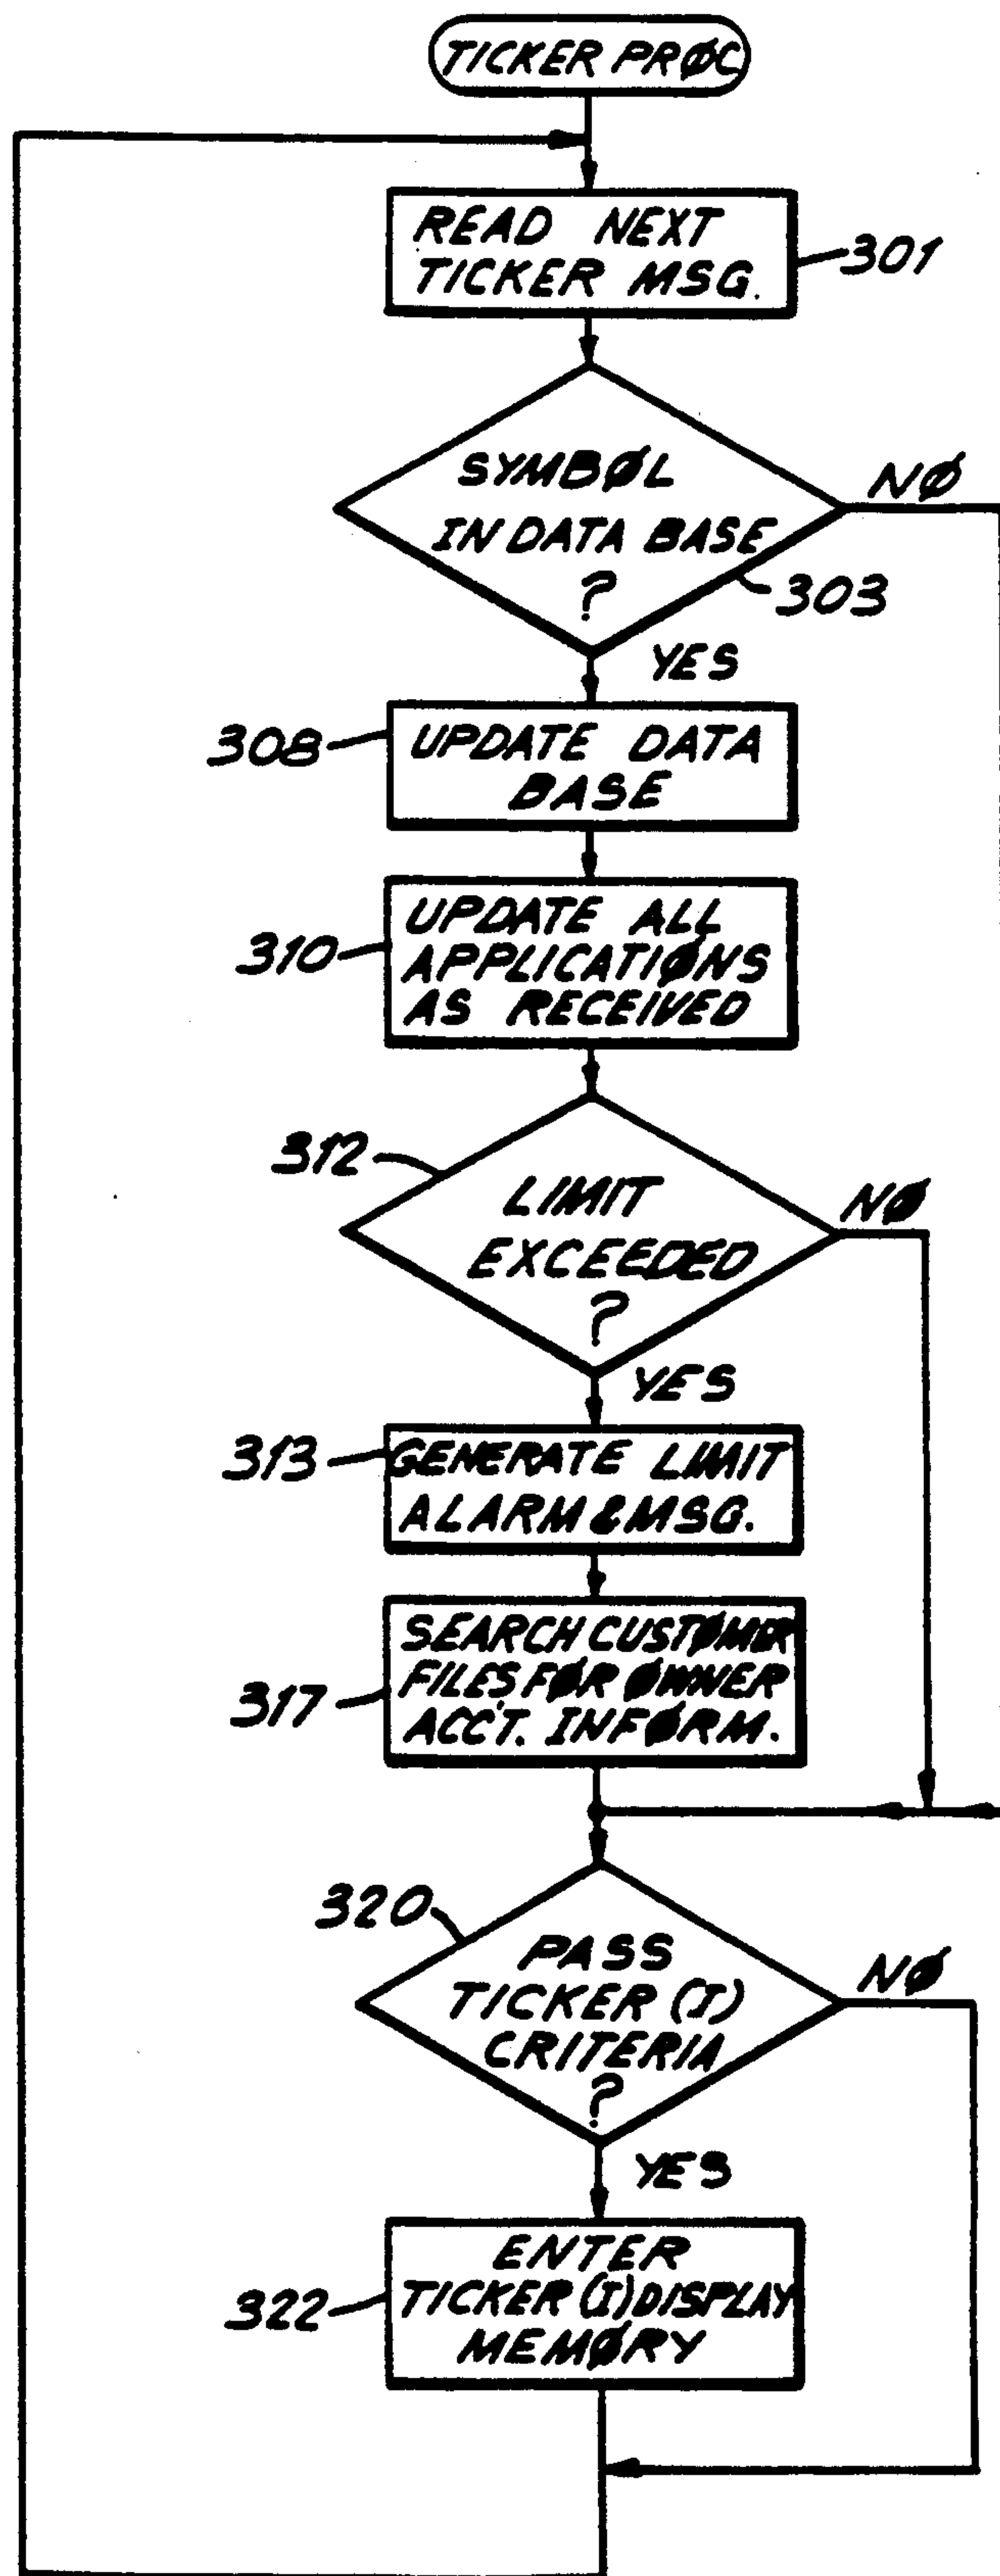 TICKER PRØC
READ NEXT
TICKER MSG.
301
SYMBØL
IN DATA BASE
?
NØ
303
YES
308
UPDATE DATA
BASE
310
UPDATE ALL
APPLICATIØNS
AS RECEIVED
312
LIMIT
EXCEEDED
?
NØ
YES
313
GENERATE LIMIT
ALARM & MSG.
317
SEARCH CUSTØMER
FILES FØR ØWNER
ACC'T. INFØRM.
320
PASS
TICKER (I)
CRITERIA
?
NØ
YES
322
ENTER
TICKER (I) DISPLAY
MEMØRY